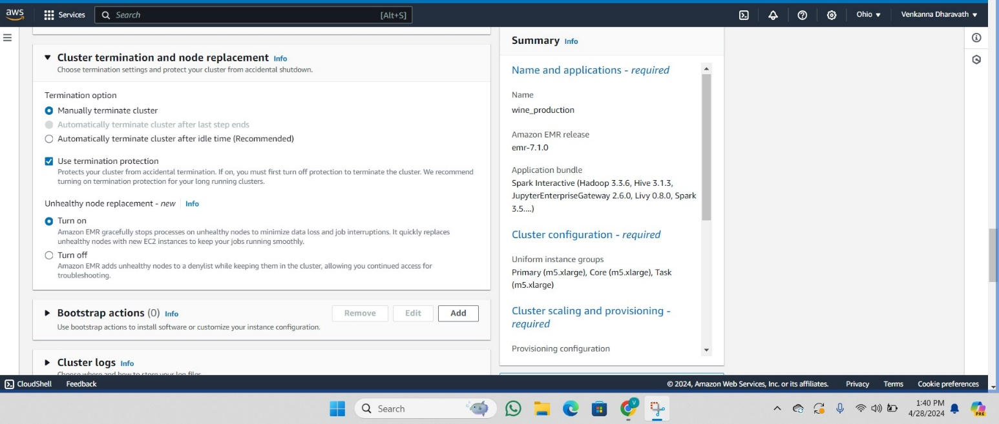 aws
Services
Search
[Alt+S]
Ohio ▼
Venkanna Dharavath ▼
Cluster termination and node replacement Info
Choose termination settings and protect your cluster from accidental shutdown.
Termination option
Manually terminate cluster
Automatically terminate cluster after last step ends
Automatically terminate cluster after idle time (Recommended)
Use termination protection
Protects your cluster from accidental termination. If on, you must first turn off protection to terminate the cluster. We recommend
turning on termination protection for your long running clusters.
Unhealthy node replacement - new Info
Turn on
Amazon EMR gracefully stops processes on unhealthy nodes to minimize data loss and job interruptions. It quickly replaces
unhealthy nodes with new EC2 instances to keep your jobs running smoothly.
Turn off
Amazon EMR adds unhealthy nodes to a denylist while keeping them in the cluster, allowing you continued access for
troubleshooting.
Bootstrap actions (0) Info
Remove
Edit
Add
Use bootstrap actions to install software or customize your instance configuration.
Cluster logs Info
Choose where and how to store your log files
Summary Info
Name and applications - required
Name
wine_production
Amazon EMR release
emr-7.1.0
Application bundle
Spark Interactive (Hadoop 3.3.6, Hive 3.1.3,
JupyterEnterpriseGateway 2.6.0, Livy 0.8.0, Spark
3.5....)
Cluster configuration - required
Uniform instance groups
Primary (m5.xlarge), Core (m5.xlarge), Task
(m5.xlarge)
Cluster scaling and provisioning -
required
Provisioning configuration
CloudShell
Feedback
© 2024, Amazon Web Services, Inc. or its affiliates.
Privacy
Terms
Cookie preferences
Search
V
1:40 PM
4/28/2024
PRE